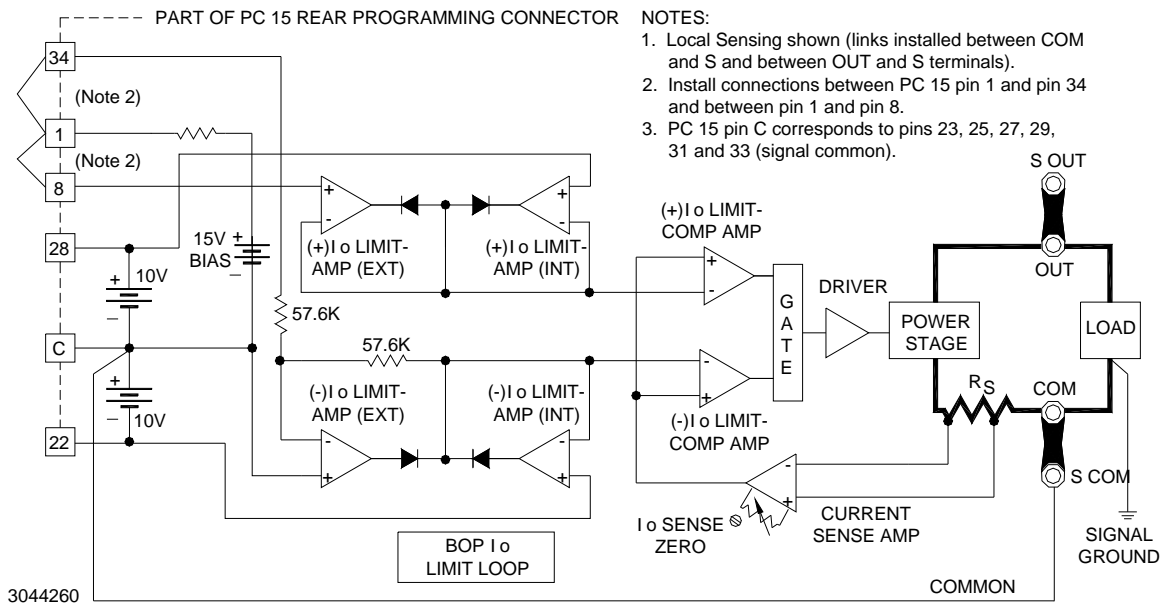 PART OF PC 15 REAR PROGRAMMING CONNECTOR
NOTES:
1. Local Sensing shown (links installed between COM
and S and between OUT and S terminals).
2. Install connections between PC 15 pin 1 and pin 34
and between pin 1 and pin 8.
3. PC 15 pin C corresponds to pins 23, 25, 27, 29,
31 and 33 (signal common).
34
(Note 2)
1
(Note 2)
8
28
C
22
+
10V
–
+
–
10V
15V
BIAS
+
–
57.6K
57.6K
+
-
(+)I o LIMIT-
AMP (EXT)
+
-
(+)I o LIMIT-
AMP (INT)
(-)I o LIMIT-
AMP (EXT)
-
+
(-)I o LIMIT-
AMP (INT)
-
+
(+)I o LIMIT-
COMP AMP
+
-
-
+
(-)I o LIMIT-
COMP AMP
G
A
T
E
DRIVER
POWER
STAGE
S OUT
OUT
LOAD
RS
COM
S COM
-
+
I o SENSE
ZERO
CURRENT
SENSE AMP
SIGNAL
GROUND
BOP I o
LIMIT LOOP
COMMON
3044260